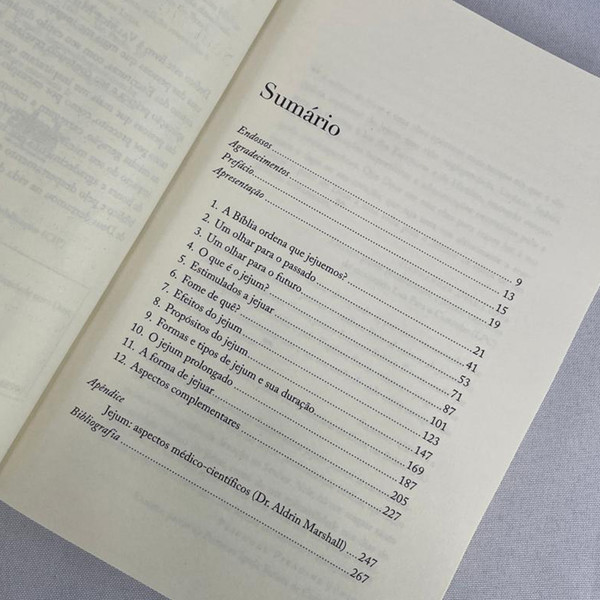 Sumário
Endossos 9
Agradecimentos 13
Prefácio 15
Apresentação 19
1. A Bíblia ordena que jejuemos? 21
2. Um olhar para o passado 41
3. Um olhar para o futuro 53
4. O que é o jejum? 71
5. Estimulados a jejuar 87
6. Fome de quê? 101
7. Efeitos do jejum 123
8. Propósitos do jejum 147
9. Formas e tipos de jejum e sua duração 169
10. O jejum prolongado 187
11. A forma de jejuar 205
12. Aspectos complementares 227
Apêndice
Jejum: aspectos médico-científicos (Dr. Aldrin Marshall) 247
Bibliografia 267